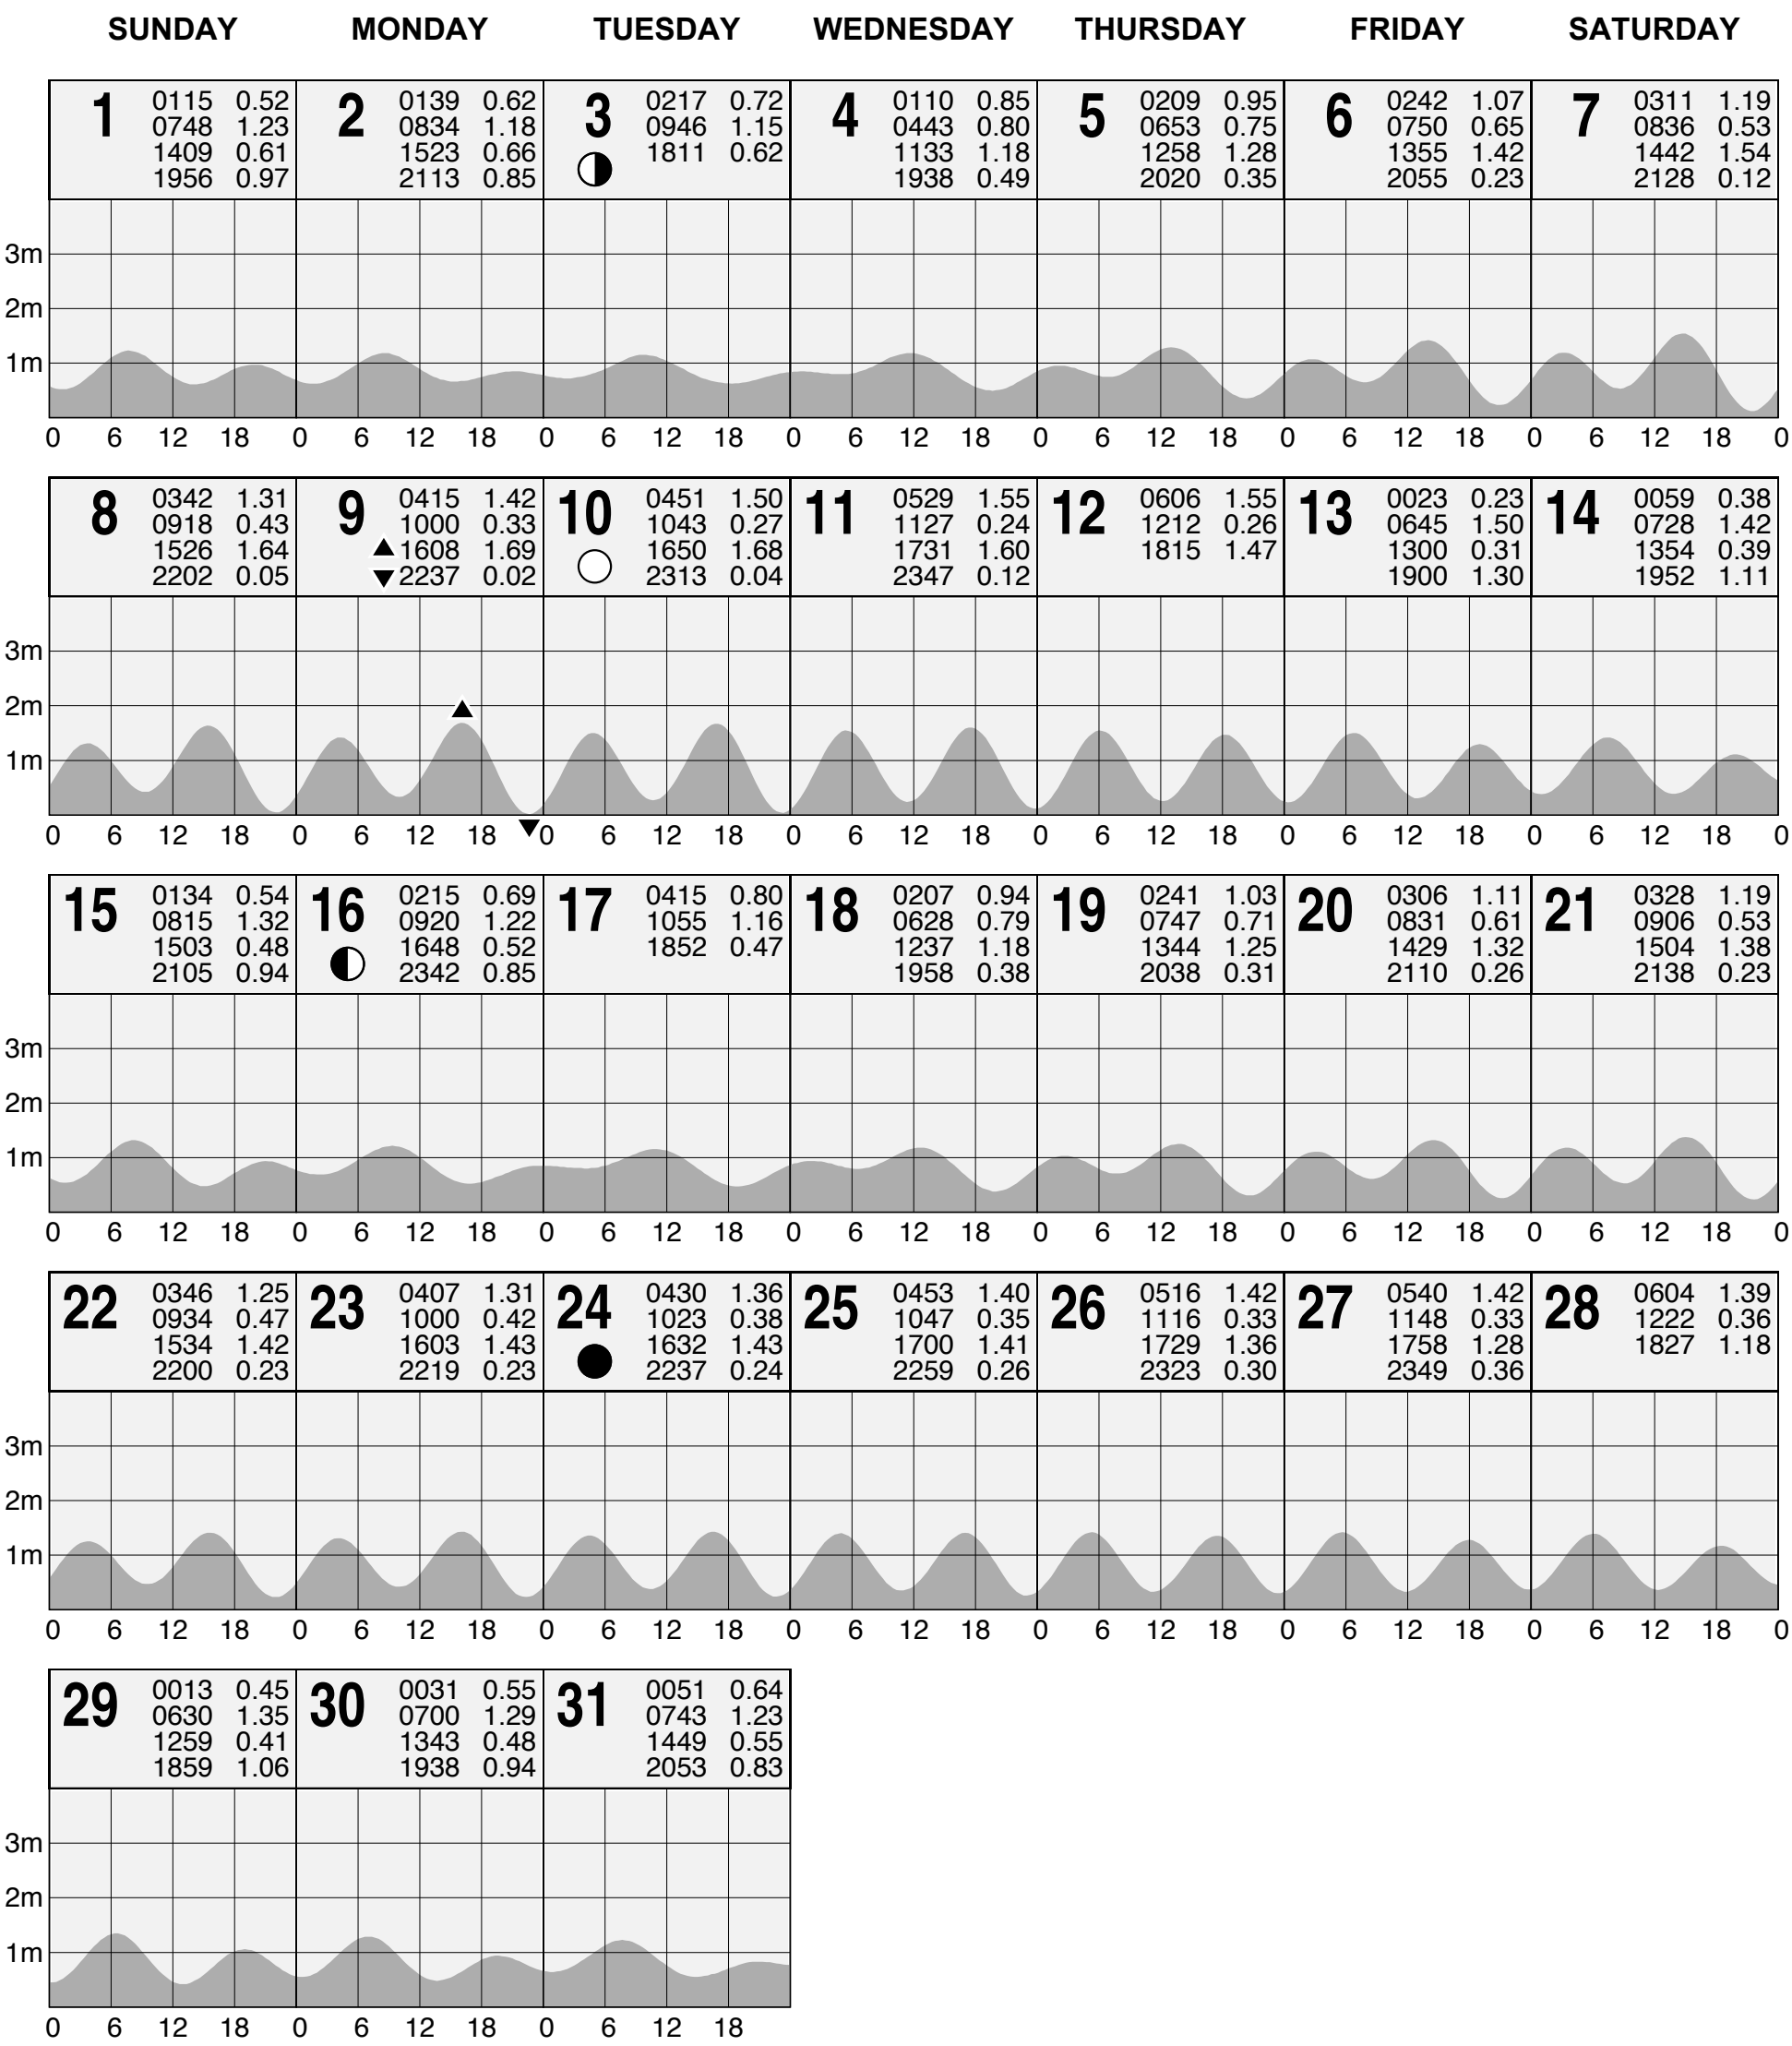 SUNDAY MONDAY TUESDAY WEDNESDAY THURSDAY FRIDAY SATURDAY
1 0115 0.52 2 0139 0.62 3 0217 0.72 4 0110 0.85 5 0209 0.95 6 0242 1.07 7 0311 1.19
0748 1.23 0834 1.18 0946 1.15 0443 0.80 0653 0.75 0750 0.65 0836 0.53
1409 0.61 1523 0.66 1811 0.62 1133 1.18 1258 1.28 1355 1.42 1442 1.54
1956 0.97 2113 0.85 1938 0.49 2020 0.35 2055 0.23 2128 0.12
3m
2m
1m
0 6 12 18 0 6 12 18 0 6 12 18 0 6 12 18 0 6 12 18 0 6 12 18 0 6 12 18 0
8 0342 1.31 9 0415 1.42 10 0451 1.50 11 0529 1.55 12 0606 1.55 13 0023 0.23 14 0059 0.38
0918 0.43 1000 0.33 1043 0.27 1127 0.24 1212 0.26 0645 1.50 0728 1.42
1526 1.64 1608 1.69 1650 1.68 1731 1.60 1815 1.47 1300 0.31 1354 0.39
2202 0.05 2237 0.02 2313 0.04 2347 0.12 1900 1.30 1952 1.11
3m
2m
1m
0 6 12 18 0 6 12 18 0 6 12 18 0 6 12 18 0 6 12 18 0 6 12 18 0 6 12 18 0
15 0134 0.54 16 0215 0.69 17 0415 0.80 18 0207 0.94 19 0241 1.03 20 0306 1.11 21 0328 1.19
0815 1.32 0920 1.22 1055 1.16 0628 0.79 0747 0.71 0831 0.61 0906 0.53
1503 0.48 1648 0.52 1852 0.47 1237 1.18 1344 1.25 1429 1.32 1504 1.38
2105 0.94 2342 0.85 1958 0.38 2038 0.31 2110 0.26 2138 0.23
3m
2m
1m
0 6 12 18 0 6 12 18 0 6 12 18 0 6 12 18 0 6 12 18 0 6 12 18 0 6 12 18 0
22 0346 1.25 23 0407 1.31 24 0430 1.36 25 0453 1.40 26 0516 1.42 27 0540 1.42 28 0604 1.39
0934 0.47 1000 0.42 1023 0.38 1047 0.35 1116 0.33 1148 0.33 1222 0.36
1534 1.42 1603 1.43 1632 1.43 1700 1.41 1729 1.36 1758 1.28 1827 1.18
2200 0.23 2219 0.23 2237 0.24 2259 0.26 2323 0.30 2349 0.36
3m
2m
1m
0 6 12 18 0 6 12 18 0 6 12 18 0 6 12 18 0 6 12 18 0 6 12 18 0 6 12 18 0
29 0013 0.45 30 0031 0.55 31 0051 0.64
0630 1.35 0700 1.29 0743 1.23
1259 0.41 1343 0.48 1449 0.55
1859 1.06 1938 0.94 2053 0.83
3m
2m
1m
0 6 12 18 0 6 12 18 0 6 12 18